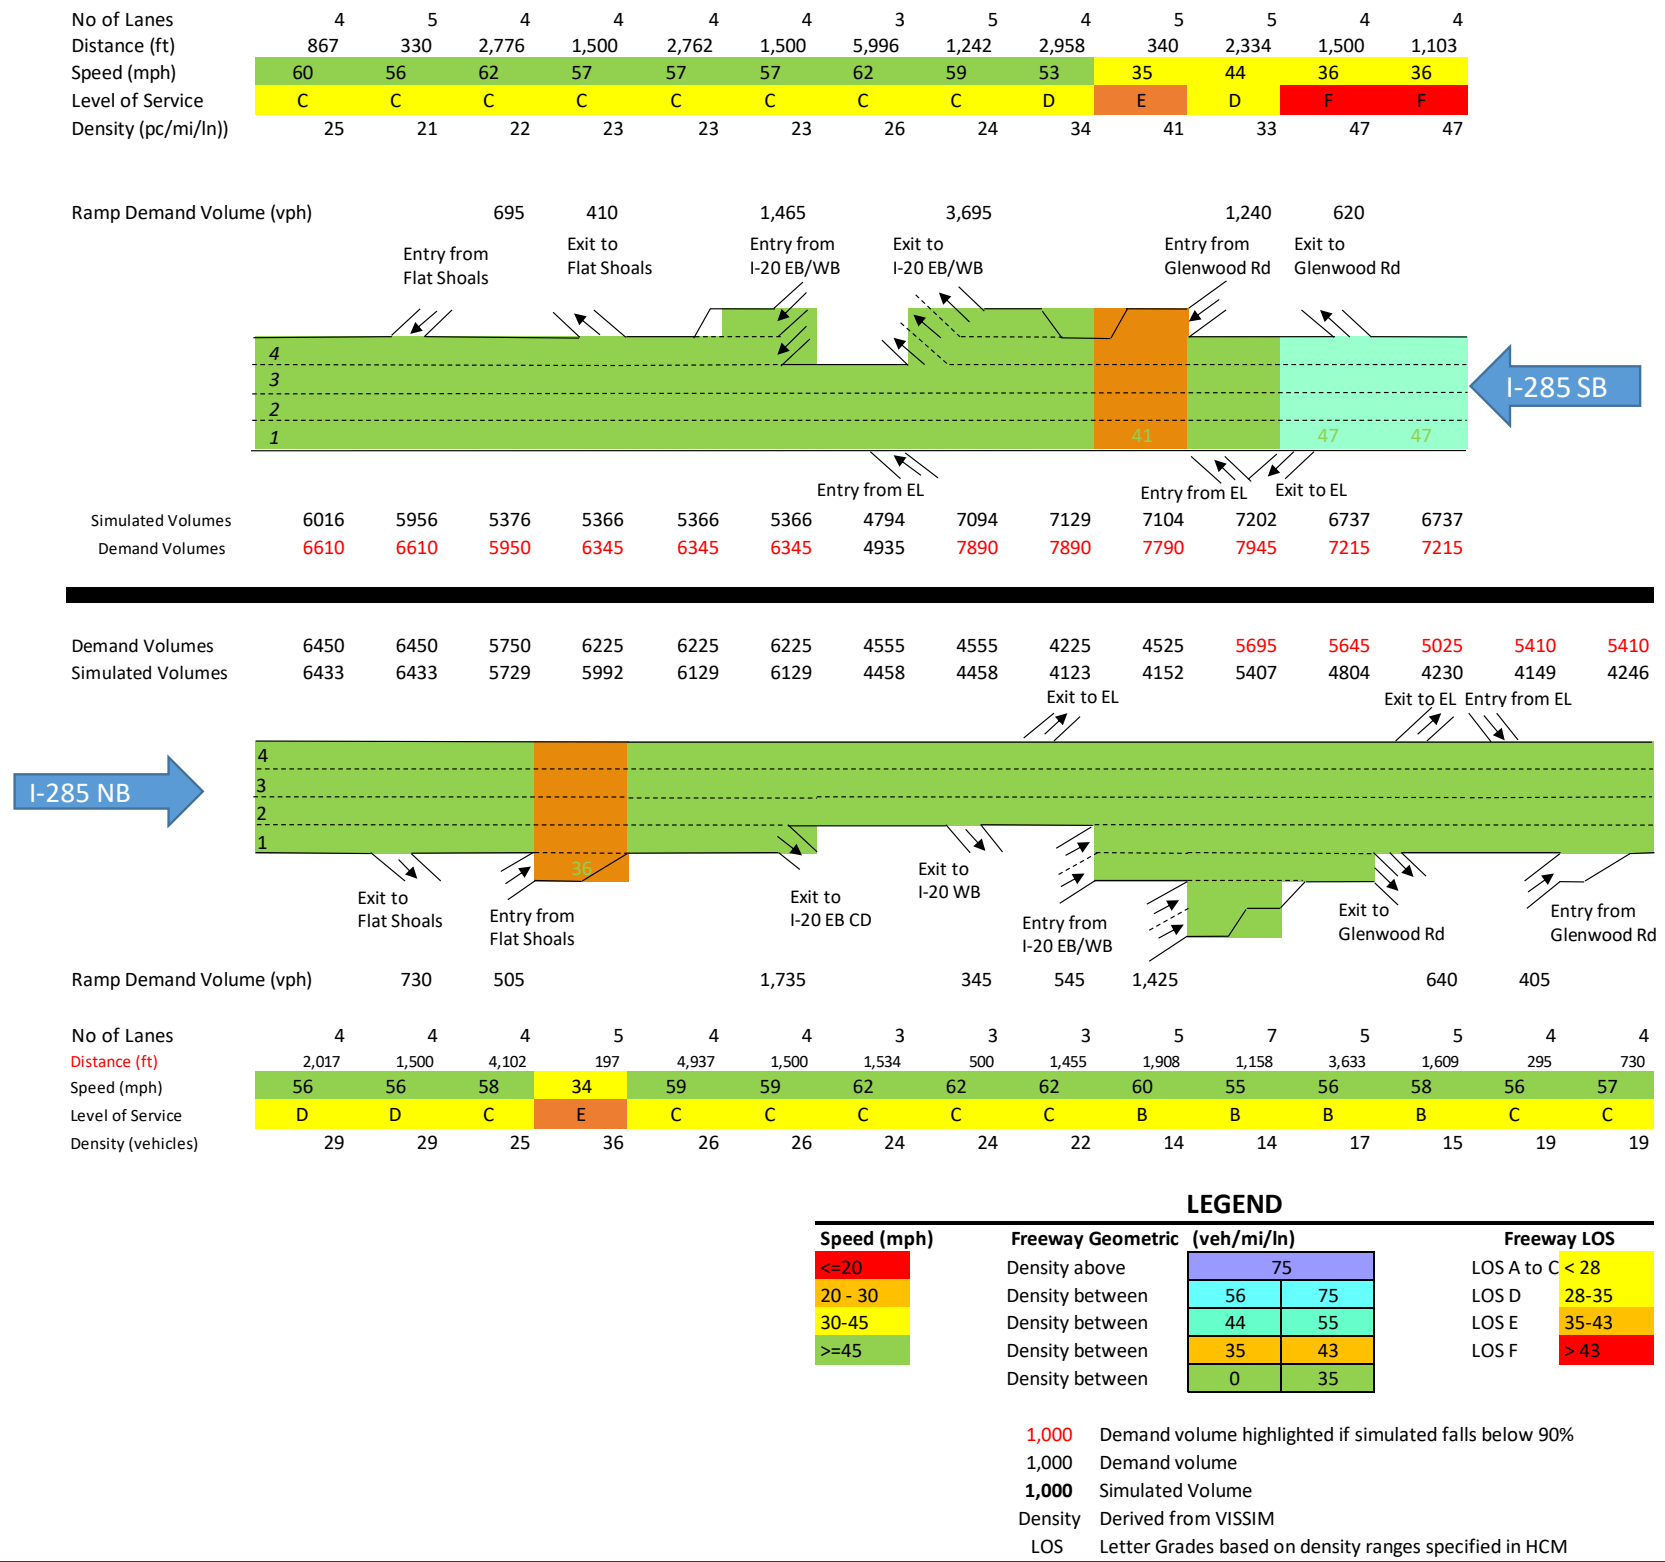 No of Lanes 4 5 4 4 4 4 3 5 4 5 5 4 4
Distance (ft) 867 330 2,776 1,500 2,762 1,500 5,996 1,242 2,958 340 2,334 1,500 1,103
Speed (mph) 60 56 62 57 57 57 62 59 53 35 44 36 36
Level of Service C C C C C C C C D E D F F
Density (pc/mi/ln)) 25 21 22 23 23 23 26 24 34 41 33 47 47
Ramp Demand Volume (vph) 695 410 1,465 3,695 1,240 620
Entry from
Flat Shoals
Exit to
Flat Shoals
Entry from
I-20 EB/WB
Exit to
I-20 EB/WB
Entry from
Glenwood Rd
Exit to
Glenwood Rd
4
3
2
1
41 47 47
I-285 SB
Entry from EL Entry from EL Exit to EL
Simulated Volumes 6016 5956 5376 5366 5366 5366 4794 7094 7129 7104 7202 6737 6737
Demand Volumes 6610 6610 5950 6345 6345 6345 4935 7890 7890 7790 7945 7215 7215
Demand Volumes 6450 6450 5750 6225 6225 6225 4555 4555 4225 4525 5695 5645 5025 5410 5410
Simulated Volumes 6433 6433 5729 5992 6129 6129 4458 4458 4123 4152 5407 4804 4230 4149 4246
Exit to EL Exit to EL Entry from EL
I-285 NB
4
3
2
1
36
Exit to
Flat Shoals
Entry from
Flat Shoals
Exit to
I-20 EB CD
Exit to
I-20 WB
Entry from
I-20 EB/WB
Exit to
Glenwood Rd
Entry from
Glenwood Rd
Ramp Demand Volume (vph) 730 505 1,735 345 545 1,425 640 405
No of Lanes 4 4 4 5 4 4 3 3 3 5 7 5 5 4 4
Distance (ft) 2,017 1,500 4,102 197 4,937 1,500 1,534 500 1,455 1,908 1,158 3,633 1,609 295 730
Speed (mph) 56 56 58 34 59 59 62 62 62 60 55 56 58 56 57
Level of Service D D C E C C C C C B B B B C C
Density (vehicles) 29 29 25 36 26 26 24 24 22 14 14 17 15 19 19
LEGEND
Speed (mph) Freeway Geometric (veh/mi/ln) Freeway LOS
<=20 Density above 75 LOS A to C < 28
20 - 30 Density between 56 75 LOS D 28-35
30-45 Density between 44 55 LOS E 35-43
>=45 Density between 35 43 LOS F > 43
Density between 0 35
1,000 Demand volume highlighted if simulated falls below 90%
1,000 Demand volume
1,000 Simulated Volume
Density Derived from VISSIM
LOS Letter Grades based on density ranges specified in HCM